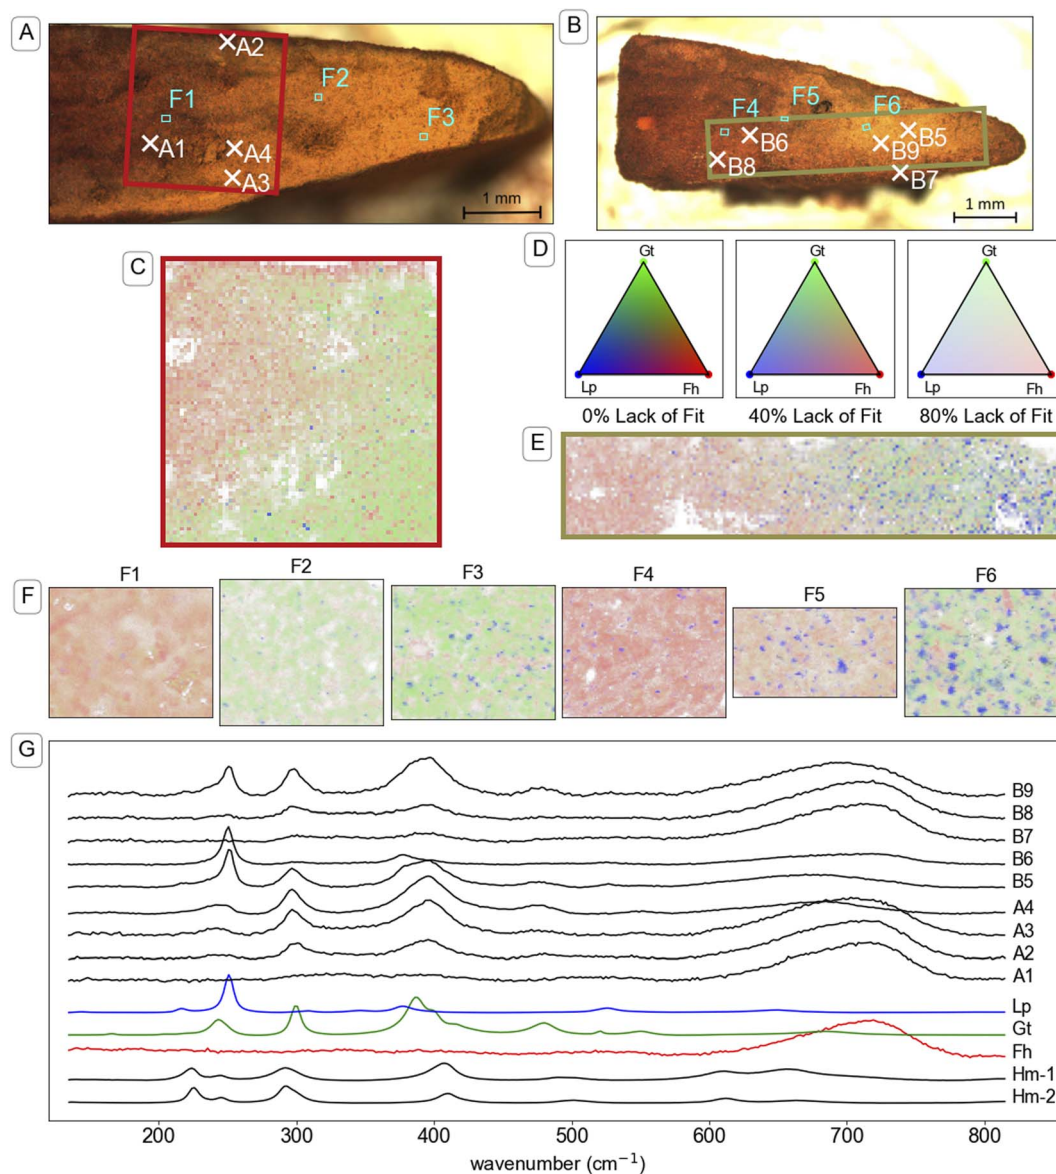 A
B
A2
F1
F2
F3
A1
A4
A3
1 mm
F4
F5
F6
B6
B5
B9
B8
B7
1 mm
C
D
Gt
Gt
Gt
Lp
Fh
Lp
Fh
Lp
Fh
0% Lack of Fit
40% Lack of Fit
80% Lack of Fit
E
F
F1
F2
F3
F4
F5
F6
G
B9
B8
B7
B6
B5
A4
A3
A2
A1
Lp
Gt
Fh
Hm-1
Hm-2
200
300
400
500
600
700
800
wavenumber (cm⁻¹)